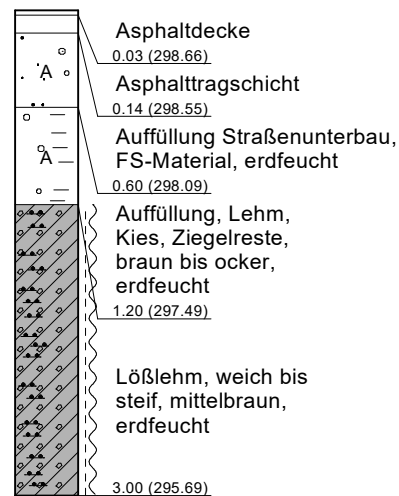 Asphaltdecke
0.03 (298.66)
A
Asphalttragschicht
0.14 (298.55)
Auffüllung Straßenunterbau,
A
FS-Material, erdfeucht
0.60 (298.09)
Auffüllung, Lehm,
Kies, Ziegelreste,
braun bis ocker,
erdfeucht
1.20 (297.49)
Lößlehm, weich bis
steif, mittelbraun,
erdfeucht
3.00 (295.69)